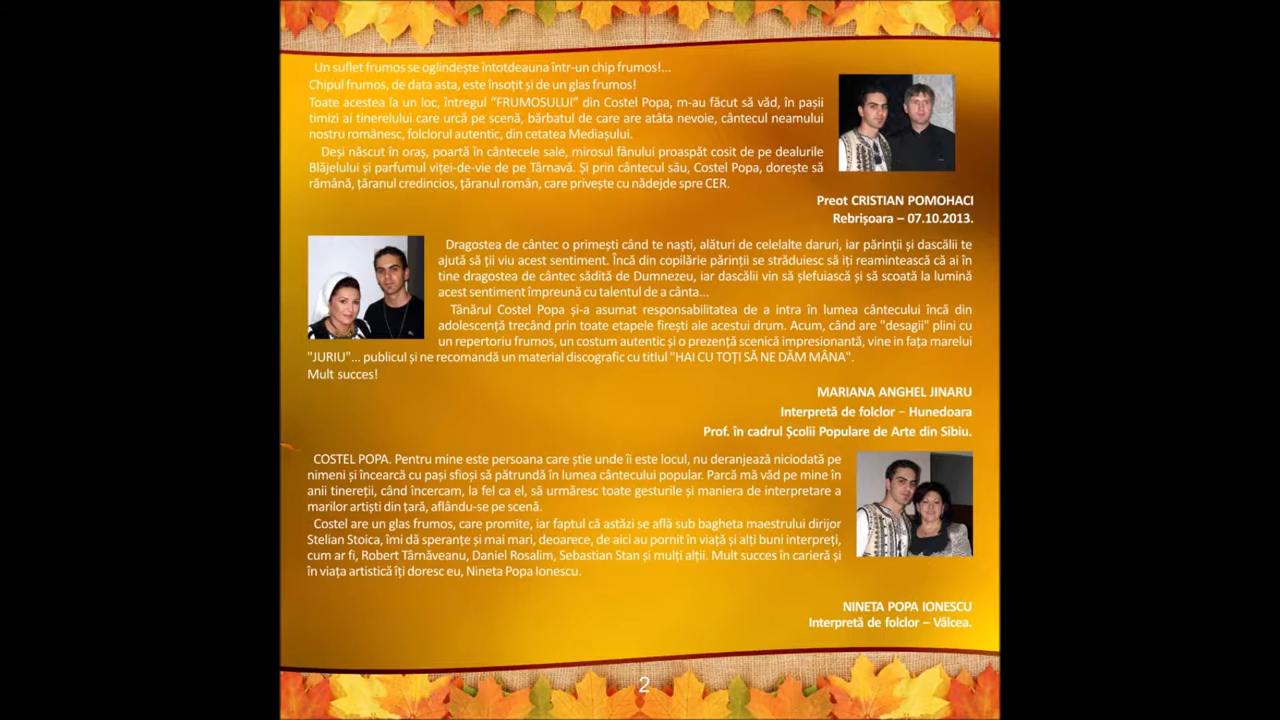 Un suflet frumos se oglindește întotdeauna într-un chip frumos!...
Chipul frumos, de data asta, este însoțit și de un glas frumos!
Toate acestea la un loc, întregul “FRUMOSULUI” din Costel Popa, m-au făcut să văd, în pașii
timizi ai tinerelului care urcă pe scenă, bărbatul de care are atâta nevoie, cântecul neamului
nostru românesc, folclorul autentic, din cetatea Mediașului.
Deși născut în oraș, poartă în cântecele sale, mirosul fânului proaspăt cosit de pe dealurile
Blăjelului și parfumul viței-de-vie de pe Târnavă. Și prin cântecul său, Costel Popa, dorește să
rămână, țăranul credincios, țăranul român, care privește cu nădejde spre CER.
Preot CRISTIAN POMOHACI
Rebrișoara – 07.10.2013.
Dragostea de cântec o primești când te naști, alături de celelalte daruri, iar părinții și dascălii te
ajută să ții viu acest sentiment. Încă din copilărie părinții se străduiesc să iți reamintească că ai în
tine dragostea de cântec sădită de Dumnezeu, iar dascălii vin să șlefuiască și să scoată la lumină
acest sentiment împreună cu talentul de a cânta...
Tânărul Costel Popa și-a asumat responsabilitatea de a intra în lumea cântecului încă din
adolescență trecând prin toate etapele firești ale acestui drum. Acum, când are "desagii" plini cu
un repertoriu frumos, un costum autentic și o prezență scenică impresionantă, vine in fața marelui
"JURIU"... publicul și ne recomandă un material discografic cu titlul "HAI CU TOȚI SĂ NE DĂM MÂNA".
Mult succes!
MARIANA ANGHEL JINARU
Interpretă de folclor – Hunedoara
Prof. în cadrul Școlii Populare de Arte din Sibiu.
COSTEL POPA. Pentru mine este persoana care știe unde îi este locul, nu deranjează niciodată pe
nimeni și încearcă cu pași sfioși să pătrundă în lumea cântecului popular. Parcă mă văd pe mine în
anii tinereții, când încercam, la fel ca el, să urmăresc toate gesturile și maniera de interpretare a
marilor artiști din țară, aflându-se pe scenă.
Costel are un glas frumos, care promite, iar faptul că astăzi se află sub bagheta maestrului dirijor
Stelian Stoica, îmi dă speranțe și mai mari, deoarece, de aici au pornit în viață și alți buni interpreți,
cum ar fi, Robert Târnăveanu, Daniel Rosalim, Sebastian Stan și mulți alții. Mult succes în carieră și
în viața artistică îți doresc eu, Nineta Popa Ionescu.
NINETA POPA IONESCU
Interpretă de folclor – Vâlcea.
2